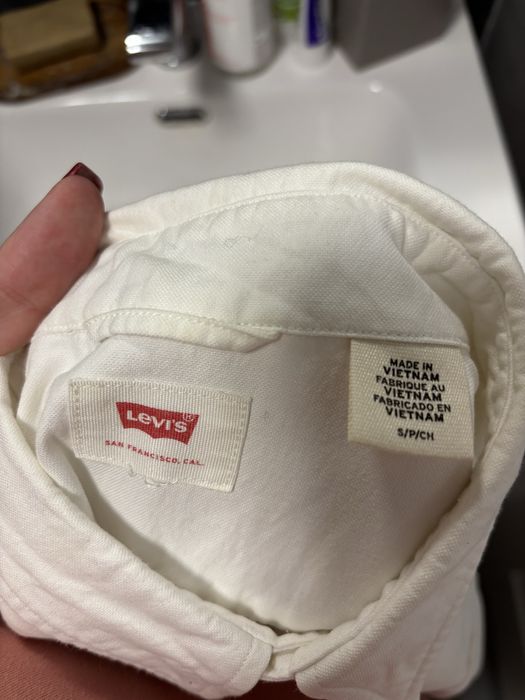 LEVI'S®
SAN FRANCISCO, CAL.
MADE IN
VIETNAM
FABRIQUE AU
VIETNAM
FABRICADO EN
VIETNAM
S/P/CH